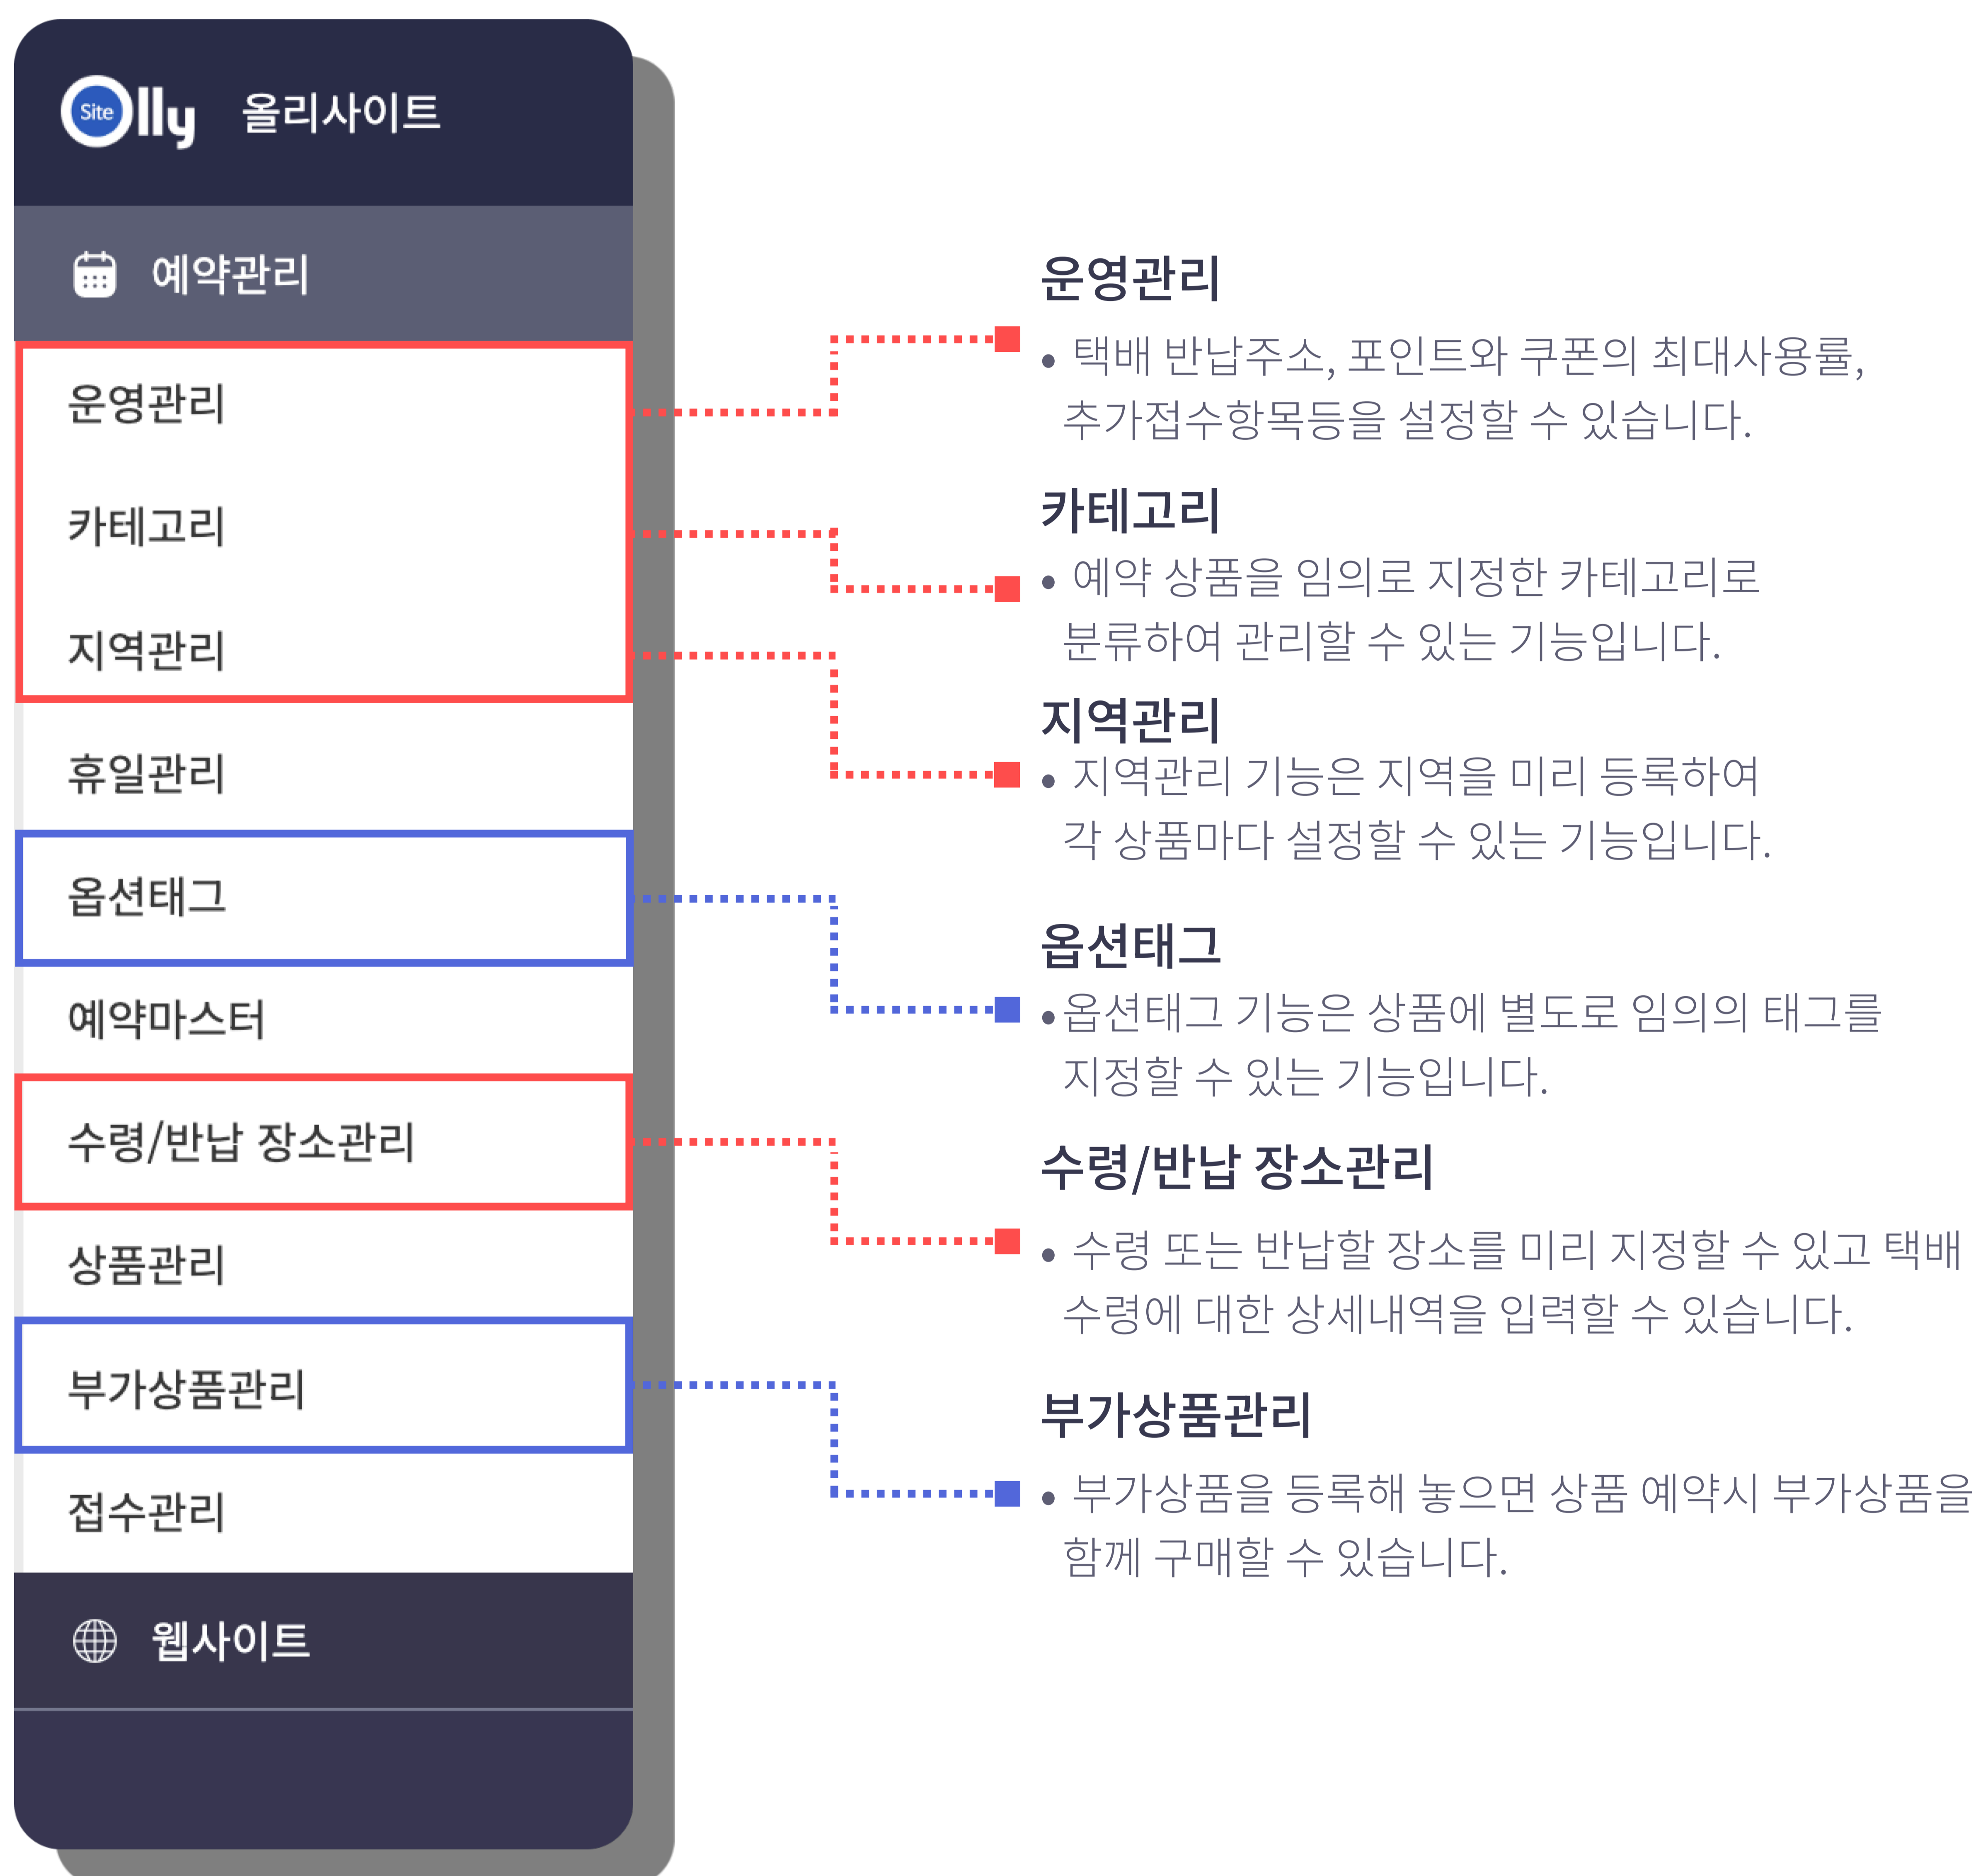 Site Olly 올리사이트
예약관리
운영관리
카테고리
지역관리
휴일관리
옵션태그
예약마스터
수령/반납 장소관리
상품관리
부가상품관리
접수관리
웹사이트
운영관리
• 택배 반납주소, 포인트와 쿠폰의 최대사용률,
추가접수항목등을 설정할 수 있습니다.
카테고리
• 예약 상품을 임의로 지정한 카테고리로
분류하여 관리할 수 있는 기능입니다.
지역관리
• 지역관리 기능은 지역을 미리 등록하여
각 상품마다 설정할 수 있는 기능입니다.
옵션태그
•옵션태그 기능은 상품에 별도로 임의의 태그를
지정할 수 있는 기능입니다.
수령/반납 장소관리
• 수령 또는 반납할 장소를 미리 지정할 수 있고 택배
수령에 대한 상세내역을 입력할 수 있습니다.
부가상품관리
• 부가상품을 등록해 놓으면 상품 예약시 부가상품을
함께 구매할 수 있습니다.